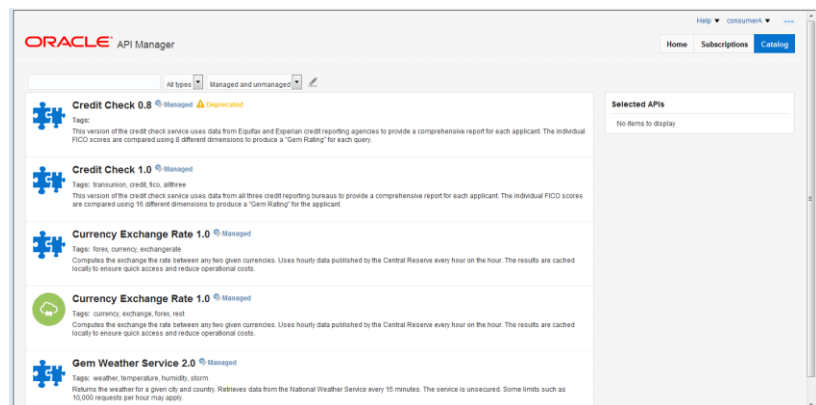 Help consumerA
ORACLE API Manager
Home Subscriptions Catalog
All types Managed and unmanaged
Credit Check 0.8 Managed Deprecated
Tags:
This version of the credit check service uses data from Equifax and Experian credit reporting agencies to provide a comprehensive report for each applicant. The individual
FICO scores are compared using 8 different dimensions to produce a "Gem Rating" for each query.
Selected APIs
No items to display
Credit Check 1.0 Managed
Tags: transunion, credit, fico, allthree
This version of the credit check service uses data from all three credit reporting bureaus to provide a comprehensive report for each applicant. The individual FICO scores
are compared using 16 different dimensions to produce a "Gem Rating" for the applicant
Currency Exchange Rate 1.0 Managed
Tags: forex, currency, exchangerate
Computes the exchange the rate between any two given currencies. Uses hourly data published by the Central Reserve every hour on the hour. The results are cached
locally to ensure quick access and reduce operational costs.
Currency Exchange Rate 1.0 Managed
Tags: currency, exchange, forex, rest
Computes the exchange the rate between any two given currencies. Uses hourly data published by the Central Reserve every hour on the hour. The results are cached
locally to ensure quick access and reduce operational costs.
Gem Weather Service 2.0 Managed
Tags: weather, temperature, humidity, storm
Returns the weather for a given city and country. Retrieves data from the National Weather Service every 15 minutes. The service is unsecured. Some limits such as
10,000 requests per hour may apply.